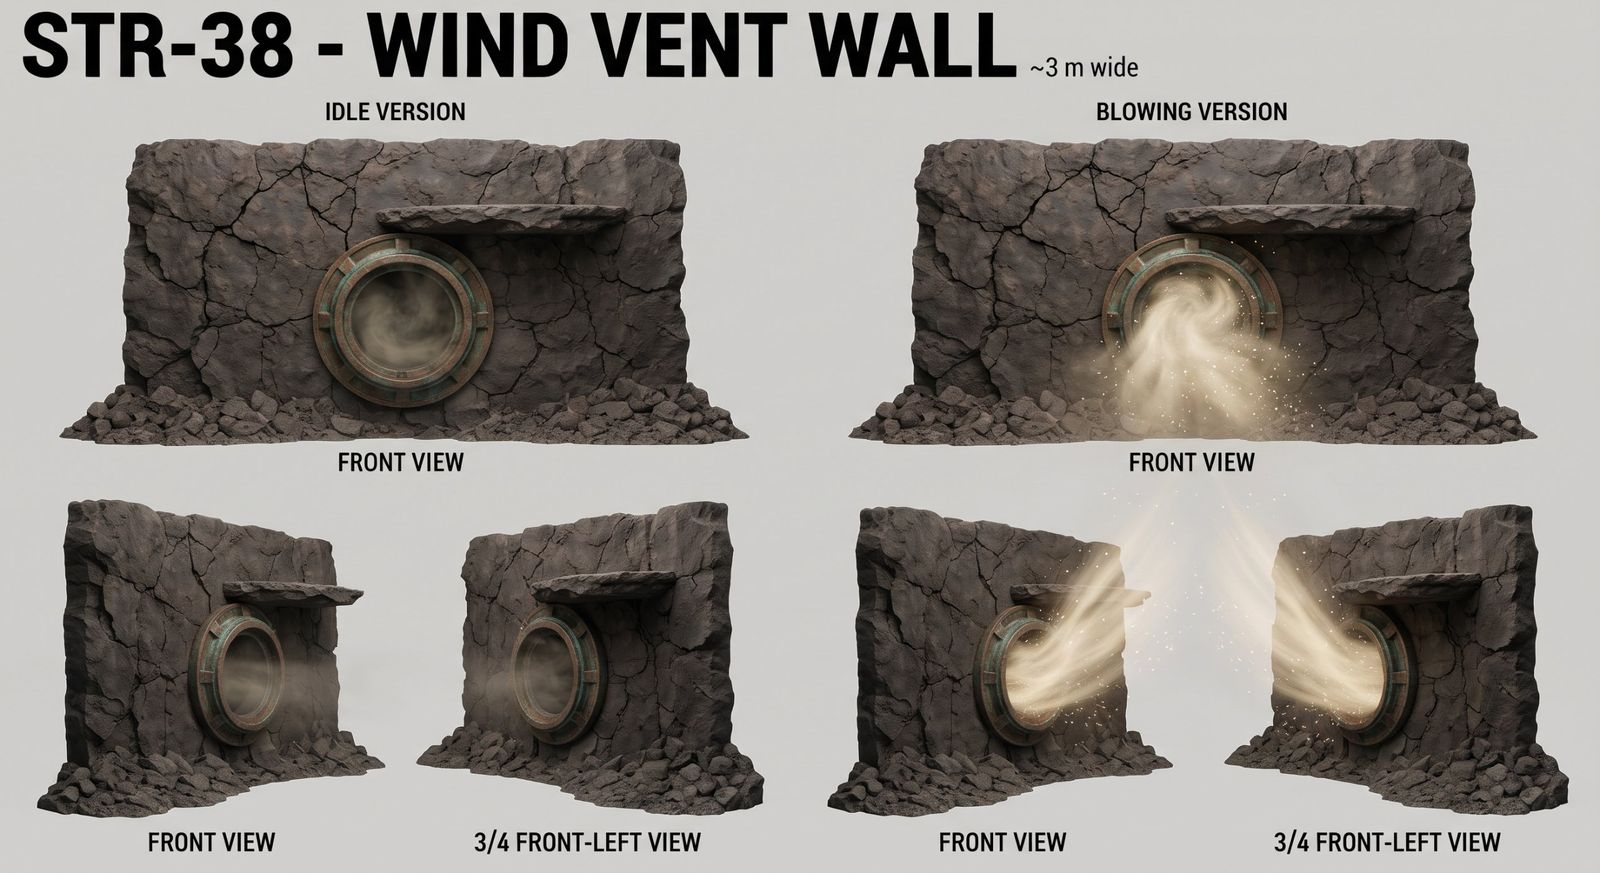 STR-38 - WIND VENT WALL ~3 m wide
IDLE VERSION
BLOWING VERSION
FRONT VIEW
FRONT VIEW
FRONT VIEW
3/4 FRONT-LEFT VIEW
FRONT VIEW
3/4 FRONT-LEFT VIEW